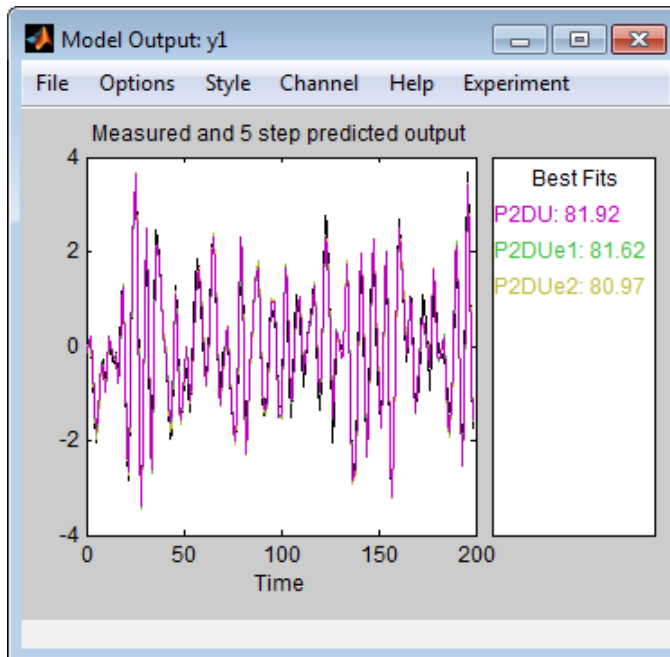 Model Output: y1
File Options Style Channel Help Experiment
Measured and 5 step predicted output
4
2
0
-2
-4
0 50 100 150 200
Time
Best Fits
P2DU: 81.92
P2DUe1: 81.62
P2DUe2: 80.97